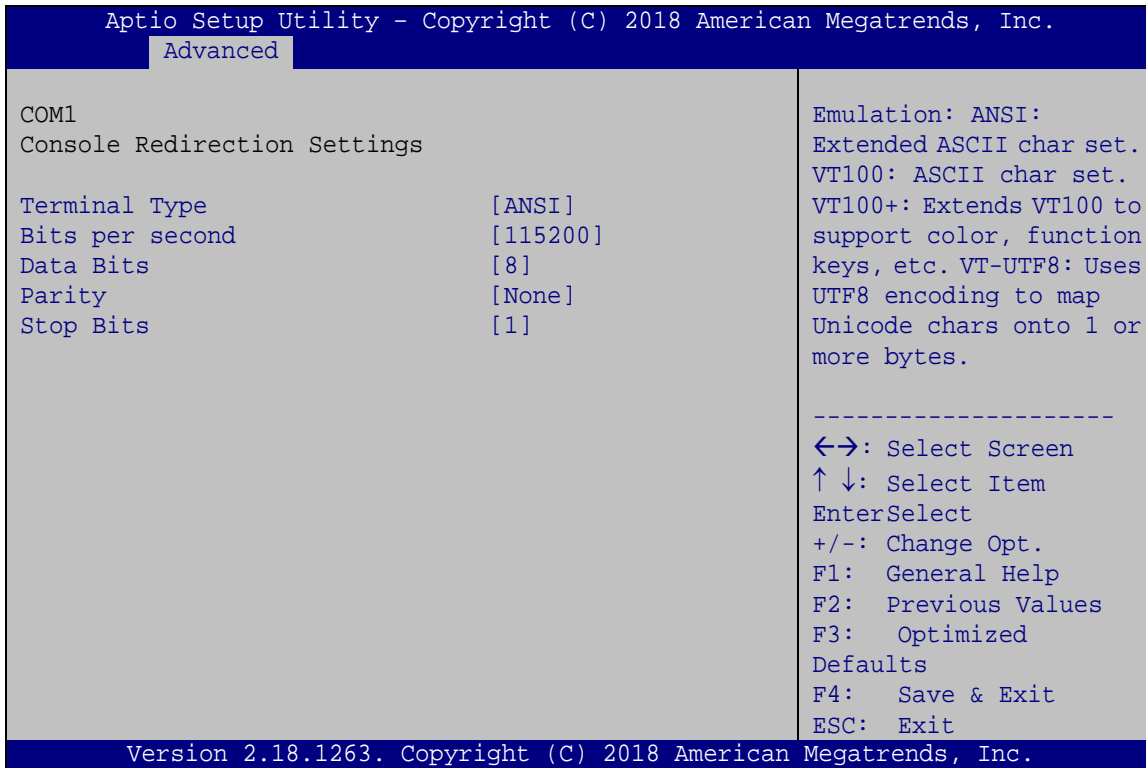 Aptio Setup Utility – Copyright (C) 2018 American Megatrends, Inc.
Advanced
COM1
Console Redirection Settings
Terminal Type [ANSI]
Bits per second [115200]
Data Bits [8]
Parity [None]
Stop Bits [1]
Emulation: ANSI:
Extended ASCII char set.
VT100: ASCII char set.
VT100+: Extends VT100 to
support color, function
keys, etc. VT-UTF8: Uses
UTF8 encoding to map
Unicode chars onto 1 or
more bytes.
---------------------
←→: Select Screen
↑ ↓: Select Item
EnterSelect
+/-: Change Opt.
F1: General Help
F2: Previous Values
F3: Optimized
Defaults
F4: Save & Exit
ESC: Exit
Version 2.18.1263. Copyright (C) 2018 American Megatrends, Inc.